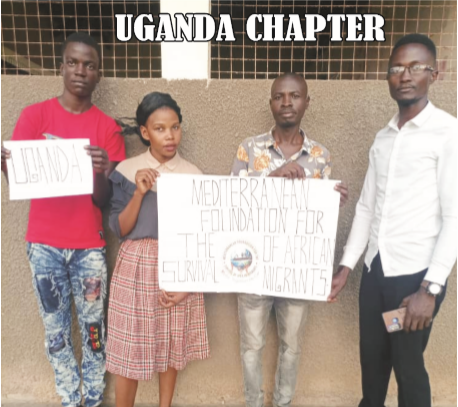 UGANDA CHAPTER
UGANDA
MEDITERRANEAN
FOUNDATION FOR
THE OF AFRICAN
SURVIVAL MIGRANTS